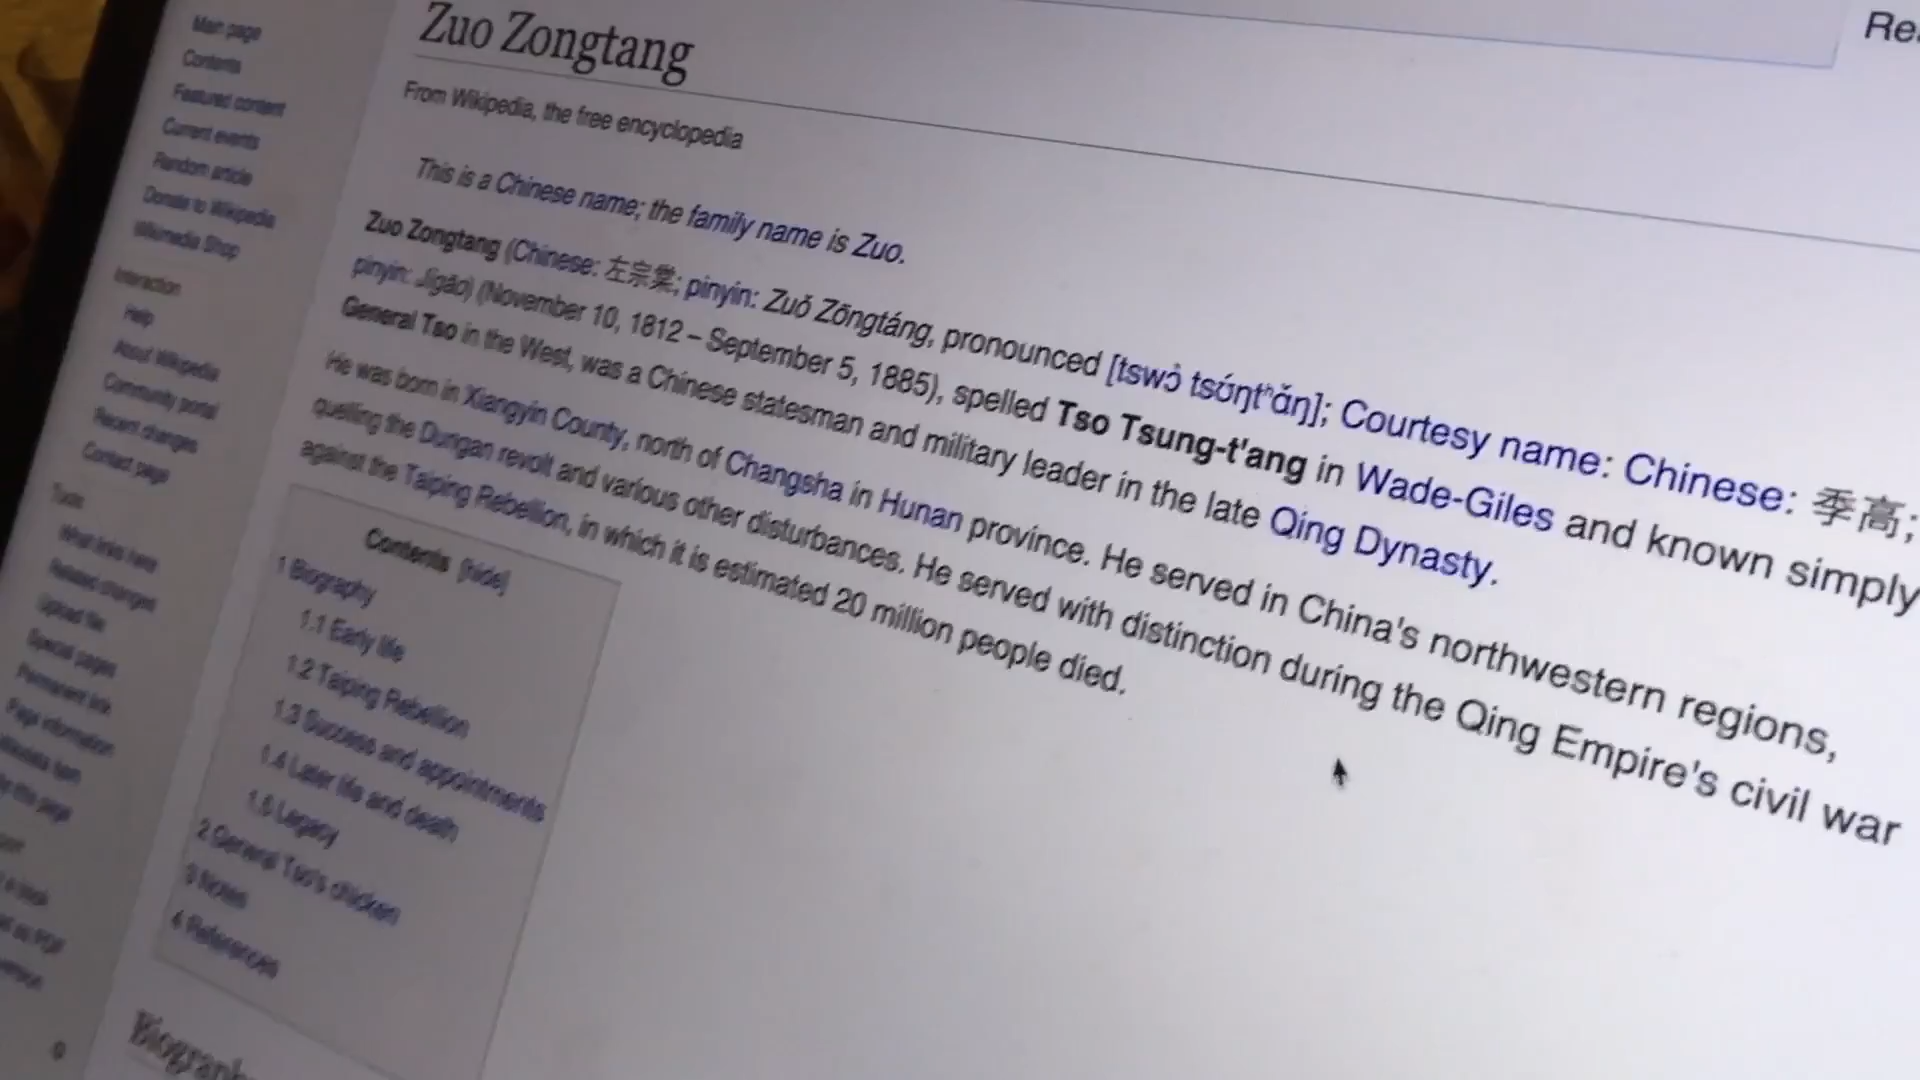 Main page
Contents
Featured content
Current events
Random article
Donate to Wikipedia
Wikimedia Shop
Interaction
Help
About Wikipedia
Community portal
Recent changes
Contact page
Tools
What links here
Related changes
Upload file
Special pages
Permanent link
Page information
Zuo Zongtang
From Wikipedia, the free encyclopedia
This is a Chinese name; the family name is Zuo.
Zuo Zongtang (Chinese: 左宗棠; pinyin: Zuǒ Zōngtáng, pronounced [tswɔ̀ tsʊ́ŋtʰǎŋ]; Courtesy name: Chinese: 季高;
pinyin: Jìgāo) (November 10, 1812 – September 5, 1885), spelled Tso Tsung-t'ang in Wade-Giles and known simply
General Tso in the West, was a Chinese statesman and military leader in the late Qing Dynasty.
He was born in Xiangyin County, north of Changsha in Hunan province. He served in China's northwestern regions,
quelling the Dungan revolt and various other disturbances. He served with distinction during the Qing Empire's civil war
against the Taiping Rebellion, in which it is estimated 20 million people died.
Contents [hide]
1 Biography
1.1 Early life
1.2 Taiping Rebellion
1.3 Success and appointments
1.4 Later life and death
1.5 Legacy
2 General Tso's chicken
3 Notes
4 References